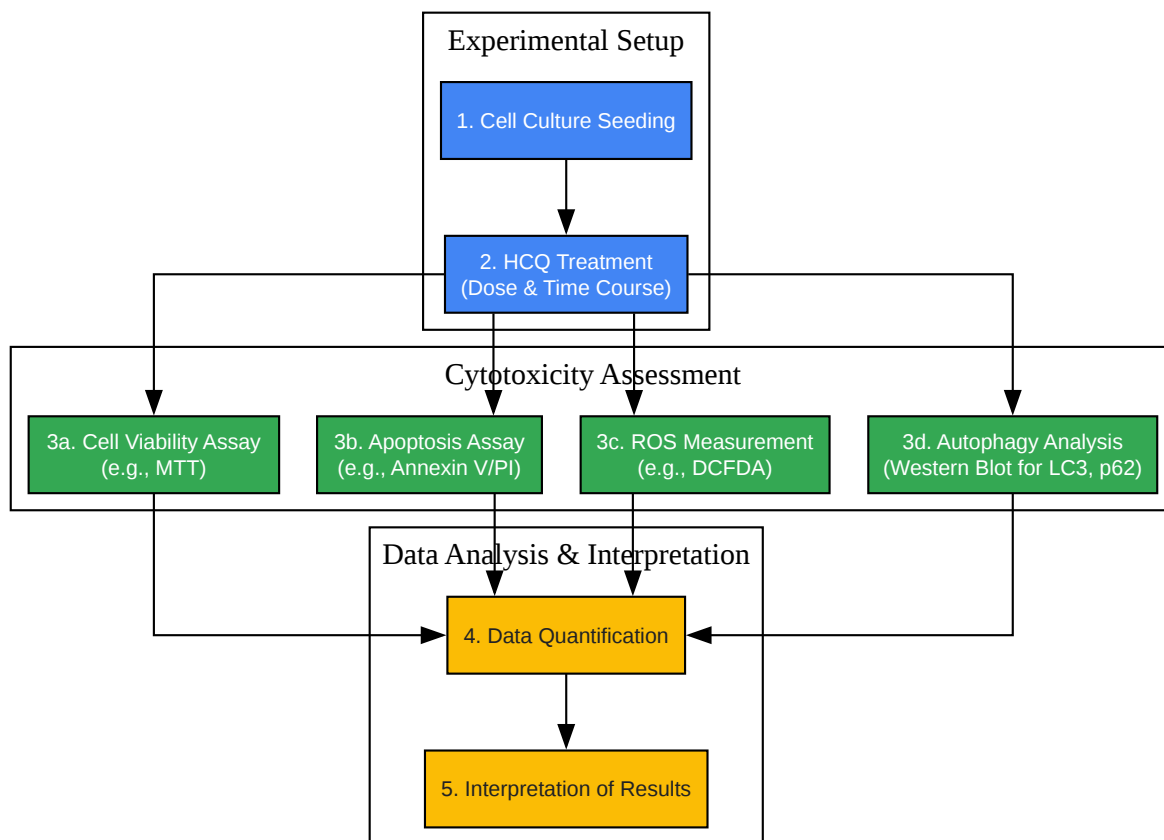 Experimental Setup
1. Cell Culture Seeding
2. HCQ Treatment
(Dose & Time Course)
Cytotoxicity Assessment
3a. Cell Viability Assay
(e.g., MTT)
3b. Apoptosis Assay
(e.g., Annexin V/PI)
3c. ROS Measurement
(e.g., DCFDA)
3d. Autophagy Analysis
(Western Blot for LC3, p62)
Data Analysis & Interpretation
4. Data Quantification
5. Interpretation of Results